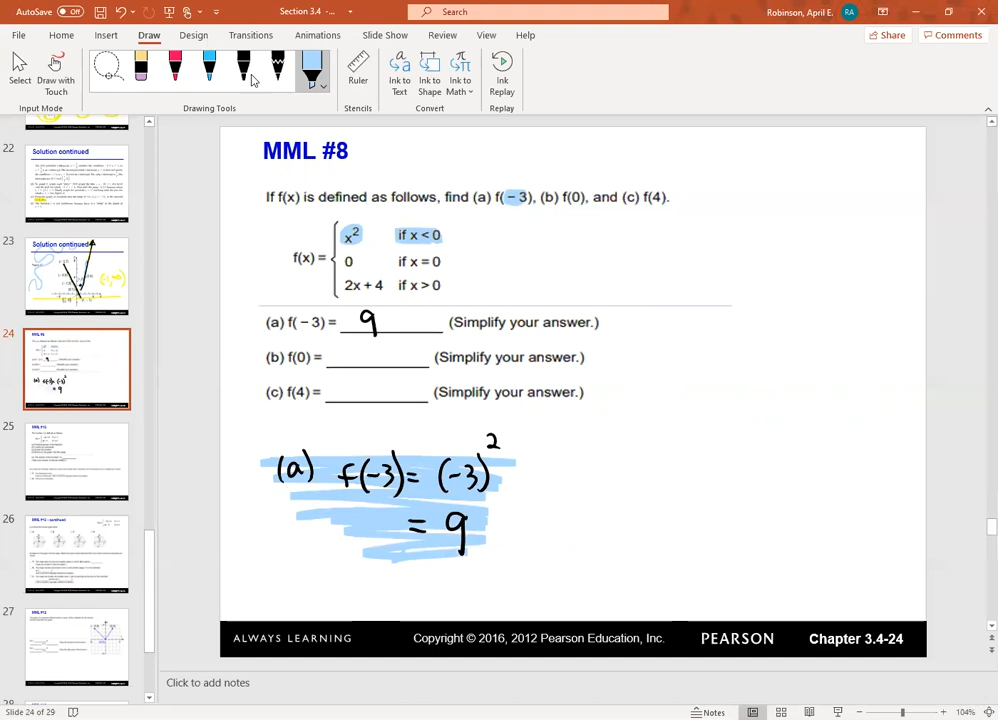 AutoSave Off
Section 3.4 -...
Search
Robinson, April E. RA
File Home Insert Draw Design Transitions Animations Slide Show Review View Help Share Comments
Select
Draw with Touch
Ruler
Ink to Text
Ink to Shape
Ink to Math
Ink Replay
Input Mode Drawing Tools Stencils Convert Replay
22
Solution continued
23
Solution continued
24
25
26
27
28
MML #8
If f(x) is defined as follows, find (a) f(−3), (b) f(0), and (c) f(4).
x² if x < 0
f(x) = { 0 if x = 0
2x + 4 if x > 0
(a) f(−3) = 9 (Simplify your answer.)
(b) f(0) = ________ (Simplify your answer.)
(c) f(4) = ________ (Simplify your answer.)
(a) f(-3) = (-3)²
= 9
ALWAYS LEARNING Copyright © 2016, 2012 Pearson Education, Inc. PEARSON Chapter 3.4-24
Click to add notes
Slide 24 of 29 Notes 104%